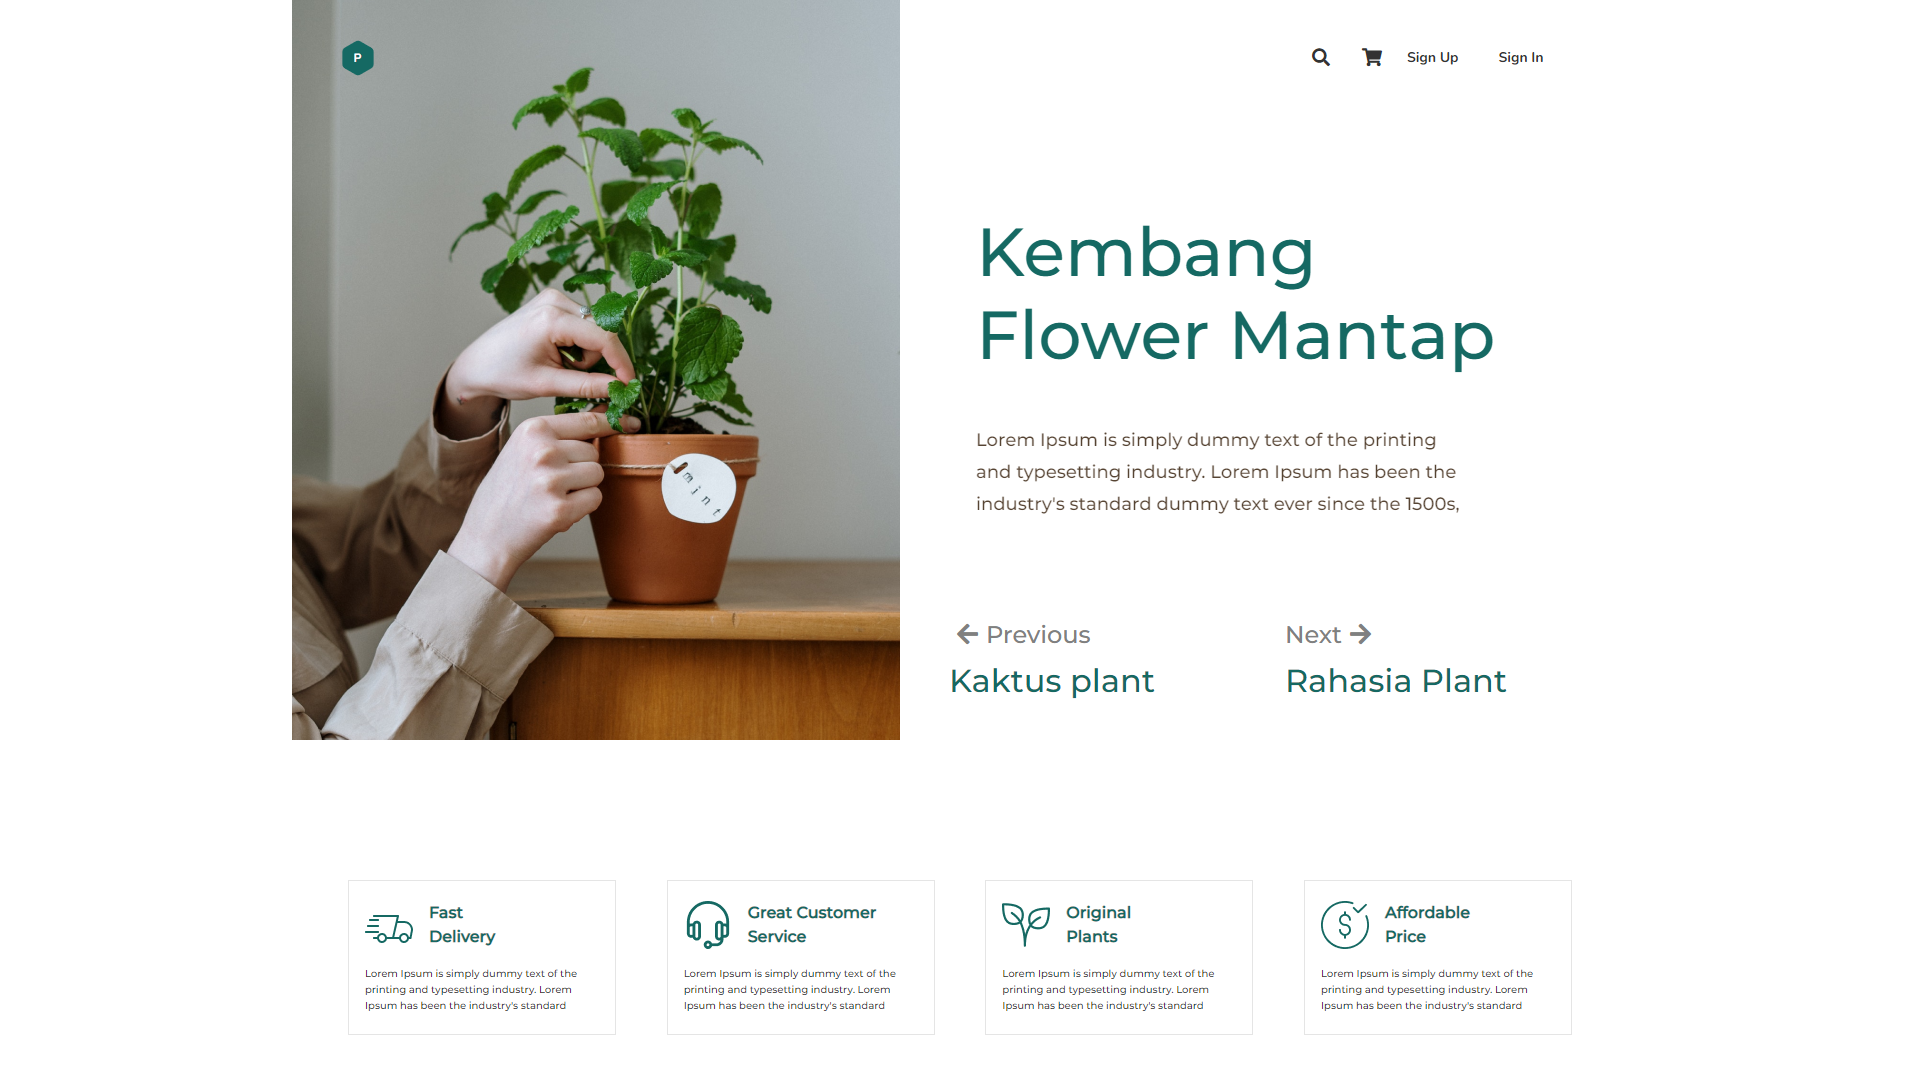 P
Sign Up
Sign In
Kembang
Flower Mantap
Lorem Ipsum is simply dummy text of the printing
and typesetting industry. Lorem Ipsum has been the
industry's standard dummy text ever since the 1500s,
mint
Previous
Next
Kaktus plant
Rahasia Plant
Fast
Delivery
Lorem Ipsum is simply dummy text of the
printing and typesetting industry. Lorem
Ipsum has been the industry's standard
Great Customer
Service
Lorem Ipsum is simply dummy text of the
printing and typesetting industry. Lorem
Ipsum has been the industry's standard
Original
Plants
Lorem Ipsum is simply dummy text of the
printing and typesetting industry. Lorem
Ipsum has been the industry's standard
$
Affordable
Price
Lorem Ipsum is simply dummy text of the
printing and typesetting industry. Lorem
Ipsum has been the industry's standard